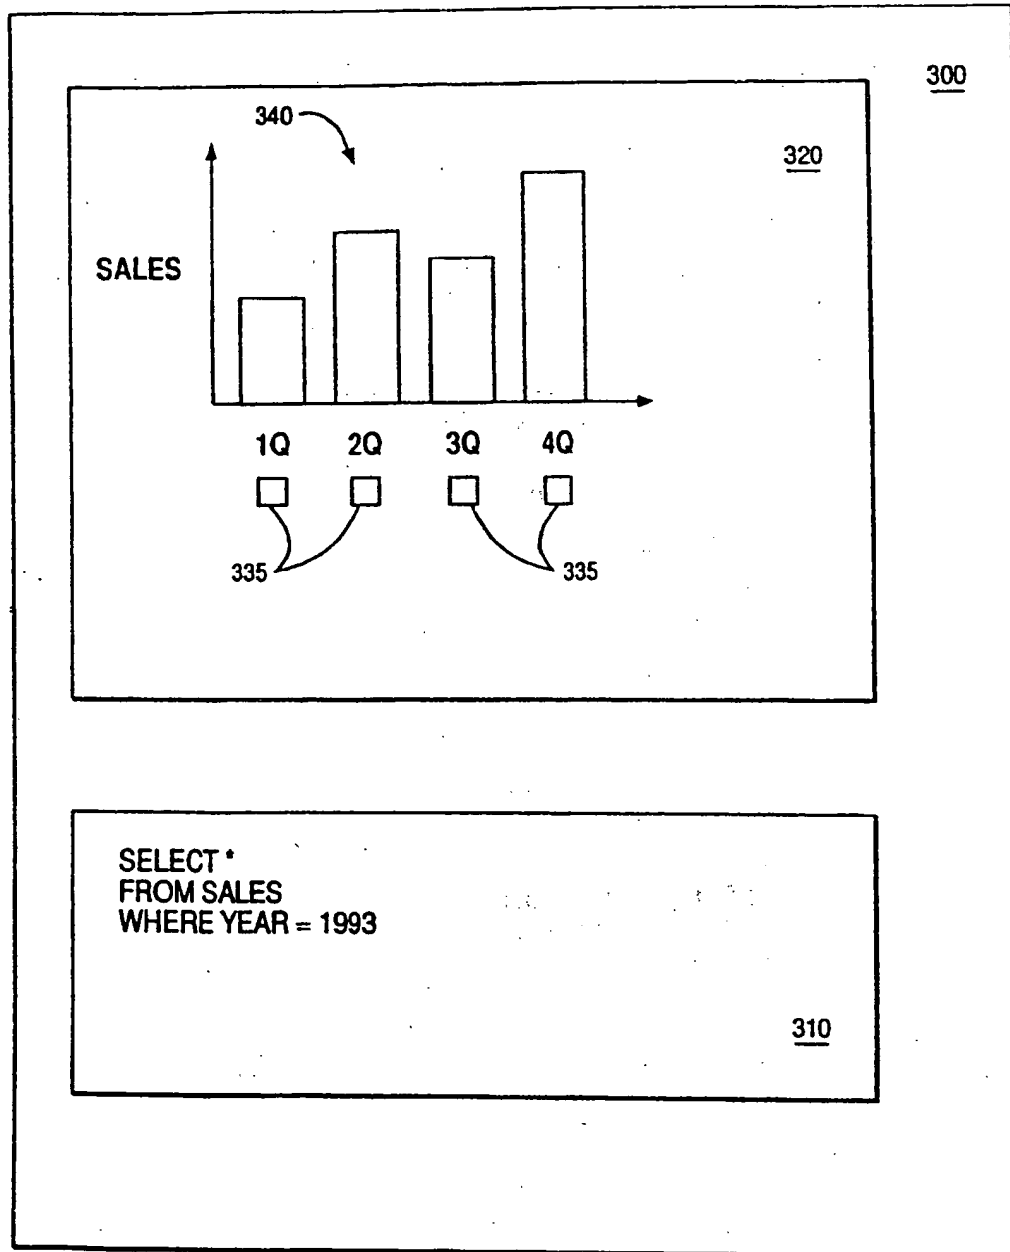 300
340
320
SALES
1Q 2Q 3Q 4Q
335 335
SELECT *
FROM SALES
WHERE YEAR = 1993
310